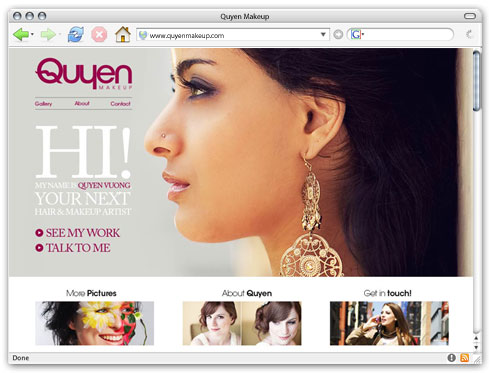 Quyen Makeup
www.quyenmakeup.com
G
Quyen
MAKEUP
Gallery About Contact
HI!
MY NAME IS QUYEN VUONG
YOUR NEXT
HAIR & MAKEUP ARTIST
SEE MY WORK
TALK TO ME
More Pictures About Quyen Get in touch!
Done